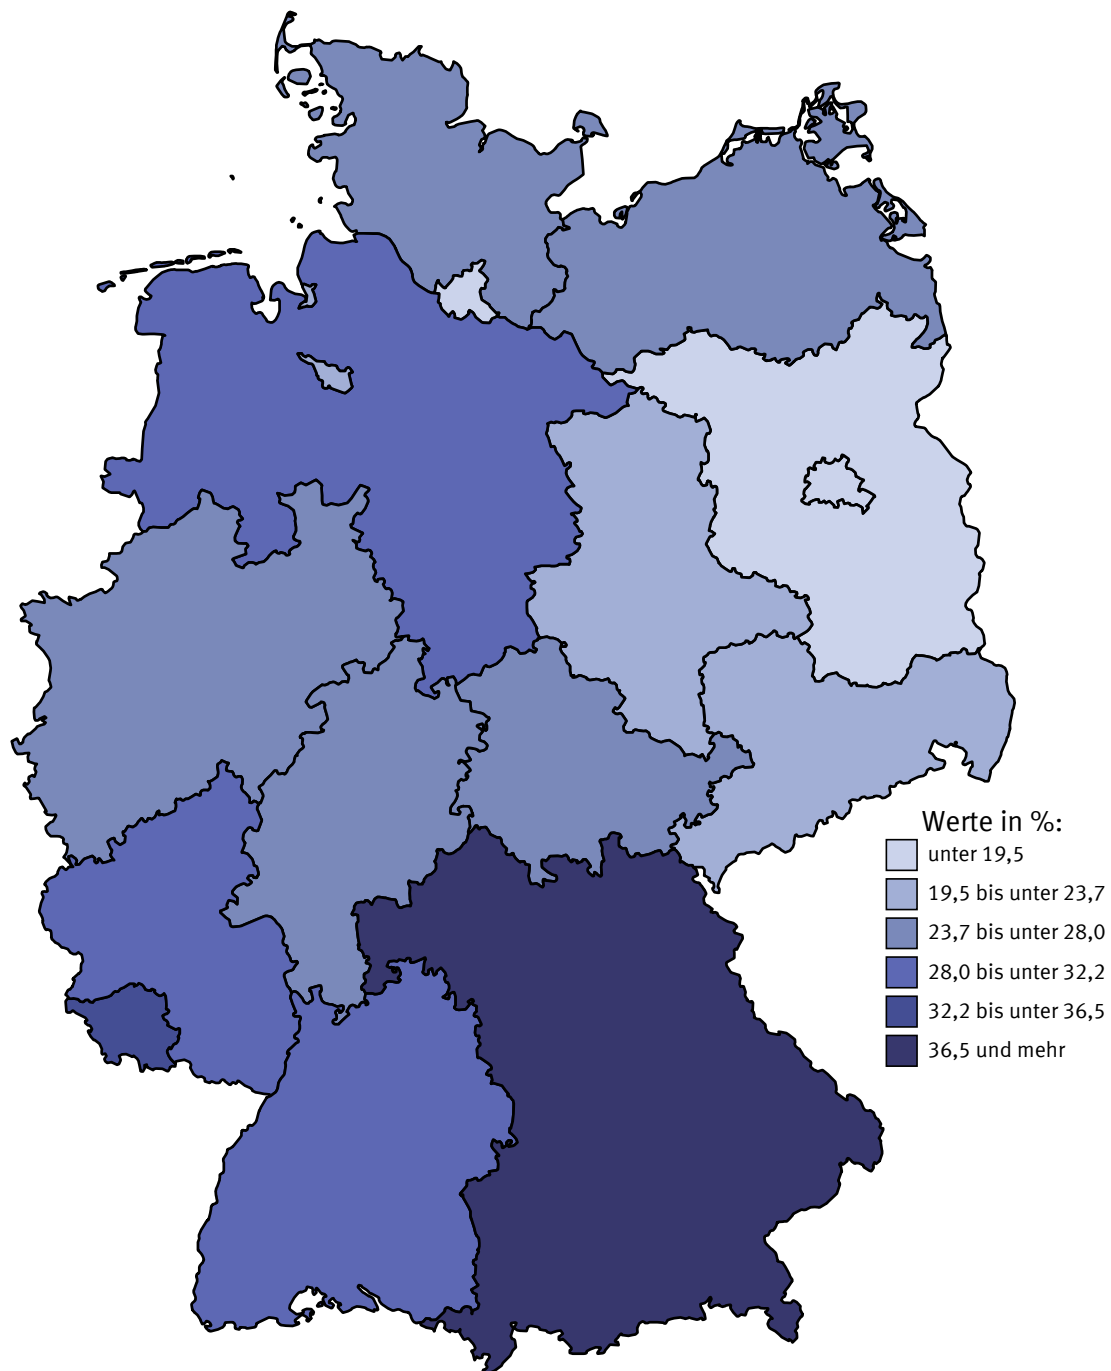 Werte in %:
unter 19,5
19,5 bis unter 23,7
23,7 bis unter 28,0
28,0 bis unter 32,2
32,2 bis unter 36,5
36,5 und mehr